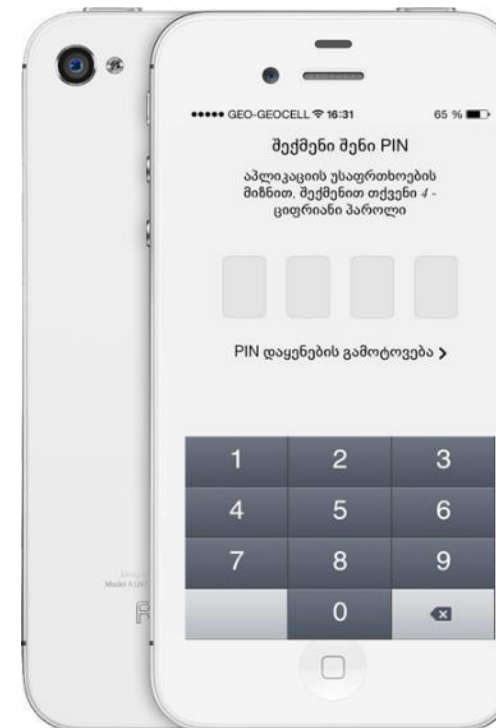 ••••• GEO-GEOCELL 16:31 65 %
შექმენი შენი PIN
აპლიკაციის უსაფრთხოების
მიზნით, შექმენით თქვენი 4 -
ციფრიანი პაროლი
PIN დაყენების გამოტოვება >
1 2 3
4 5 6
7 8 9
0
Model